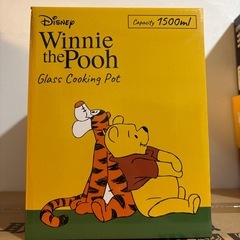 Disney
Capacity 1500ml
Winnie
the Pooh
Glass Cooking Pot